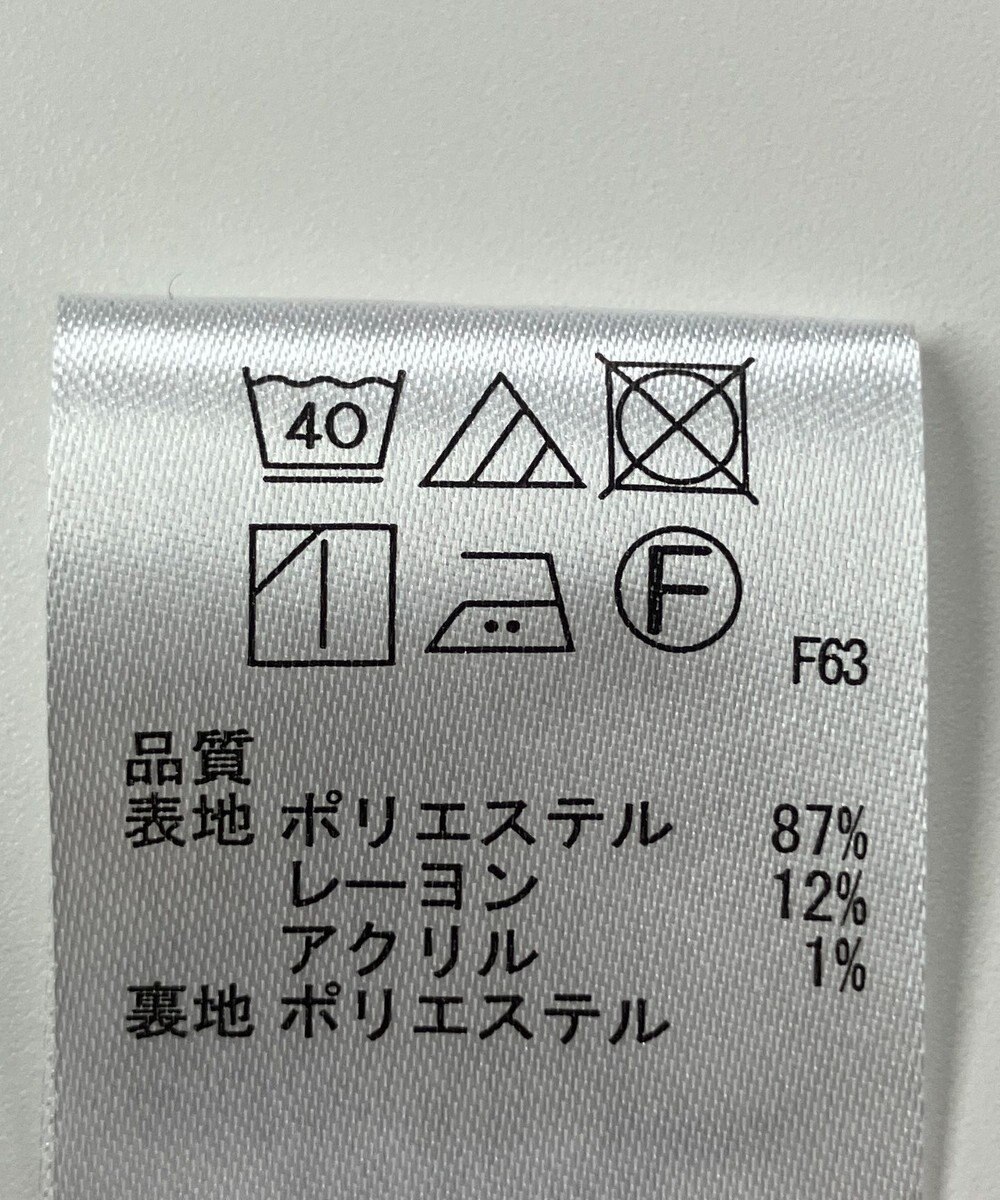 40
F
F63
品質
表地 ポリエステル 87%
レーヨン 12%
アクリル 1%
裏地 ポリエステル